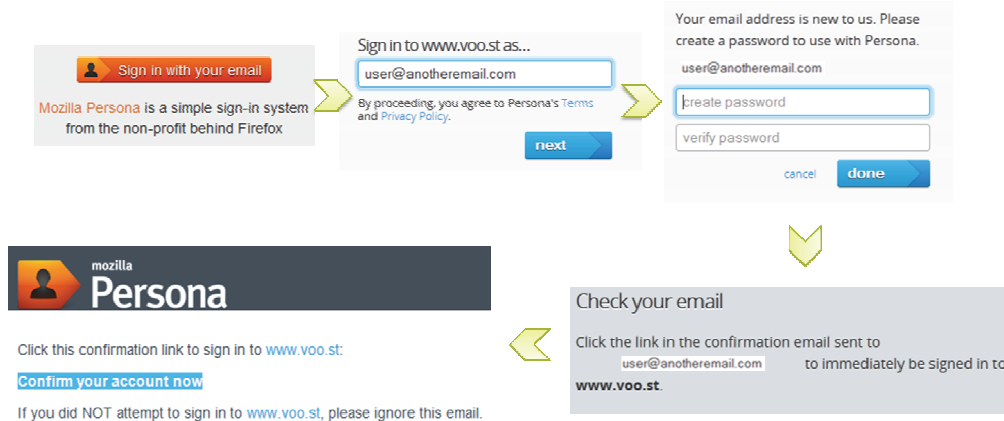 Sign in with your email
Mozilla Persona is a simple sign-in system
from the non-profit behind Firefox
Sign in to www.voo.st as...
user@anotheremail.com
By proceeding, you agree to Persona's Terms
and Privacy Policy.
next
Your email address is new to us. Please
create a password to use with Persona.
user@anotheremail.com
create password
verify password
cancel
done
Check your email
Click the link in the confirmation email sent to
user@anotheremail.com to immediately be signed in to
www.voo.st.
mozilla
Persona
Click this confirmation link to sign in to www.voo.st:
Confirm your account now
If you did NOT attempt to sign in to www.voo.st, please ignore this email.